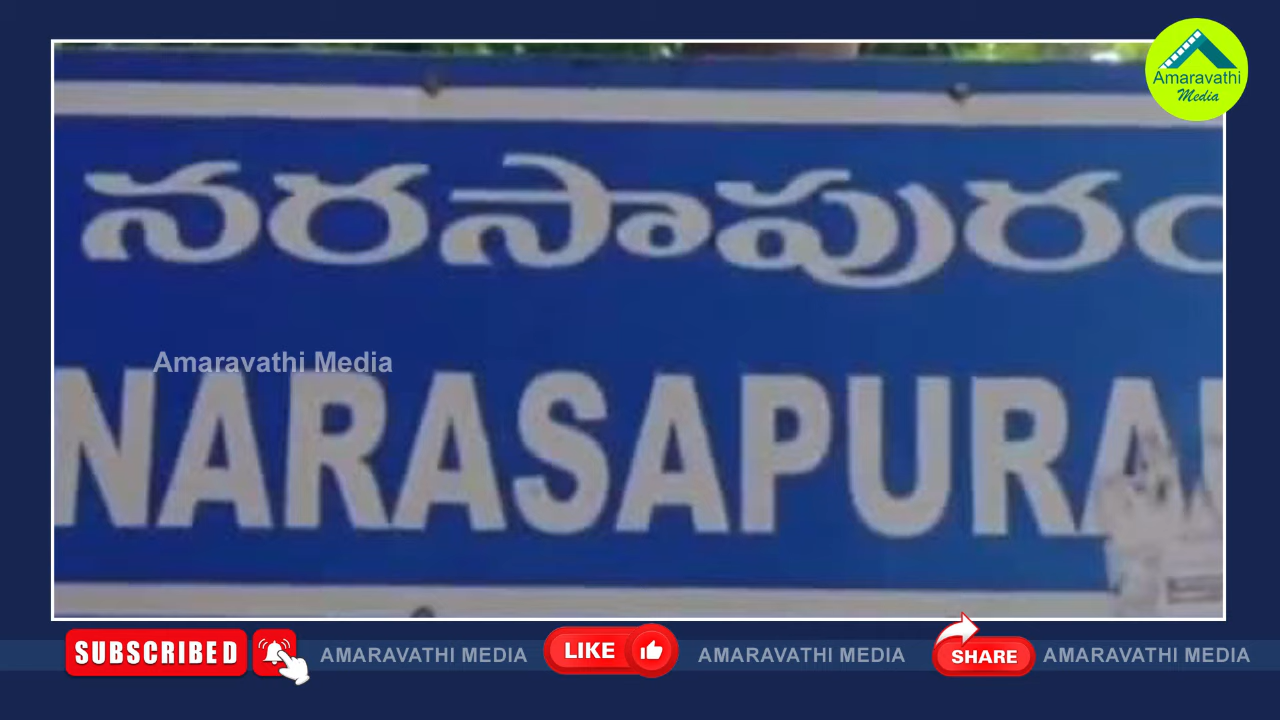 Amaravathi
Media
నరసాపురం
Amaravathi Media
NARASAPURA
SUBSCRIBED
AMARAVATHI MEDIA
LIKE
AMARAVATHI MEDIA
SHARE
AMARAVATHI MEDIA